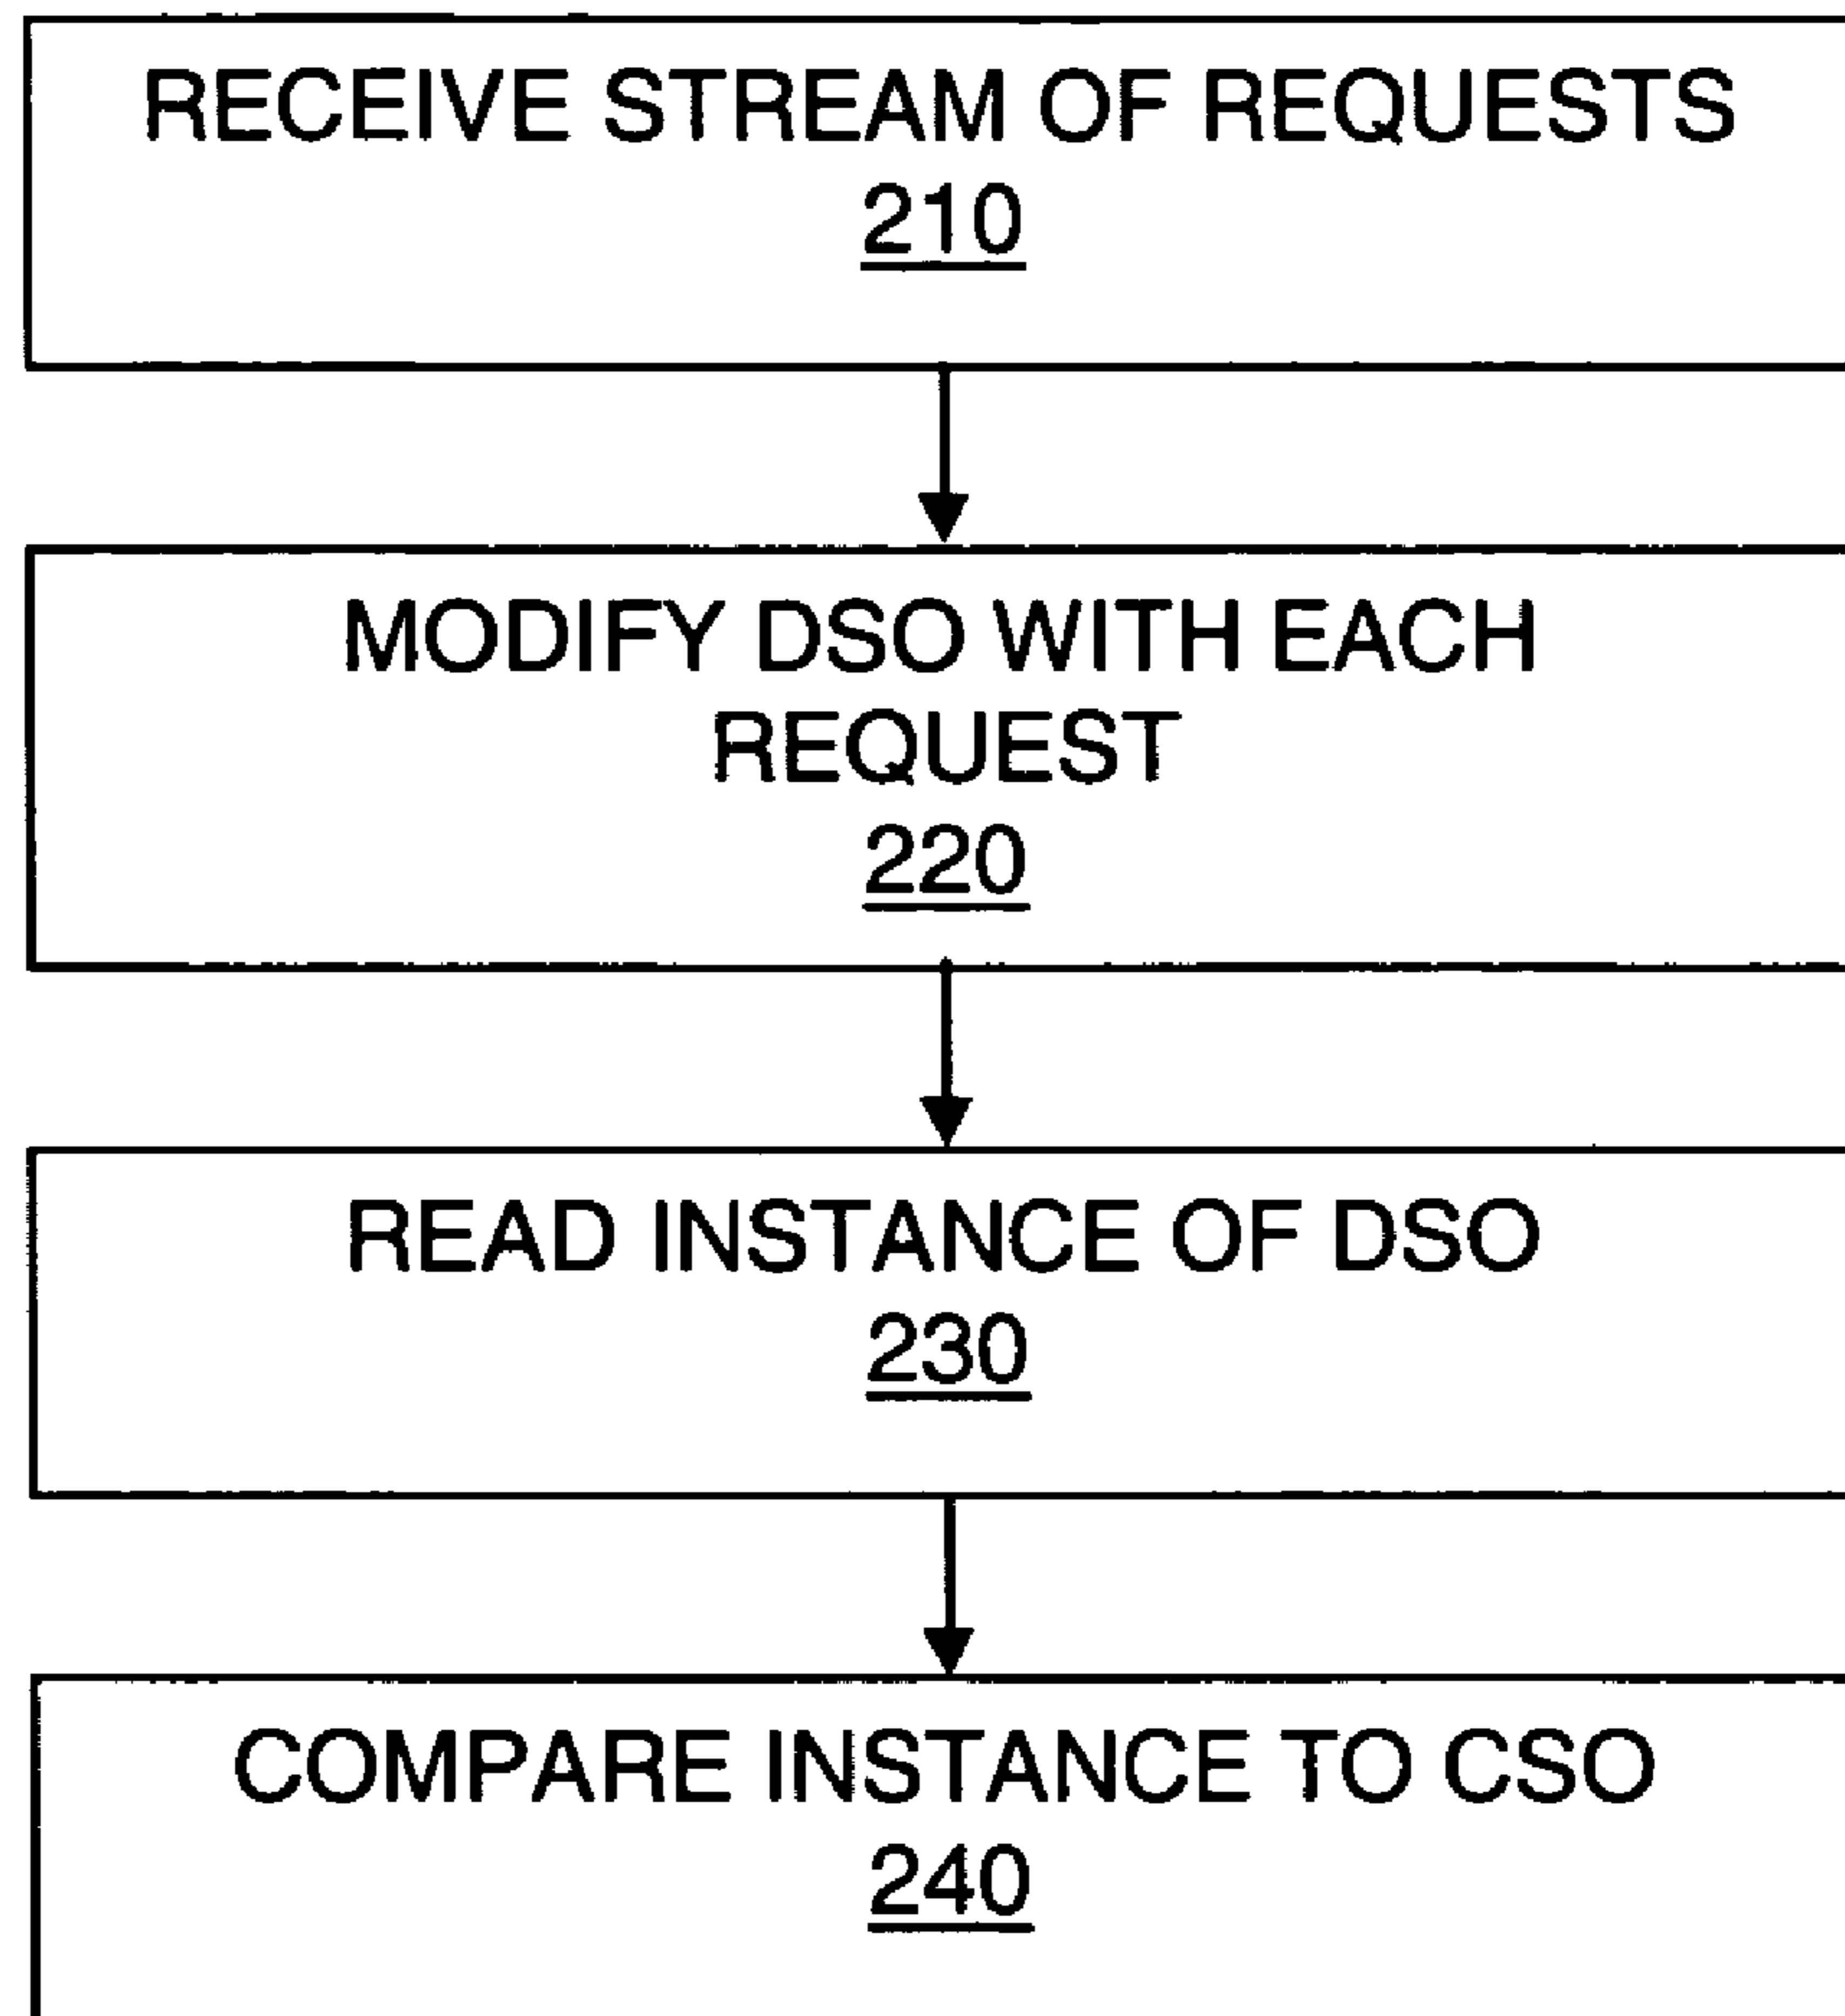 RECEIVE STREAM OF REQUESTS
210
MODIFY DSO WITH EACH
REQUEST
220
READ INSTANCE OF DSO
230
COMPARE INSTANCE TO CSO
240